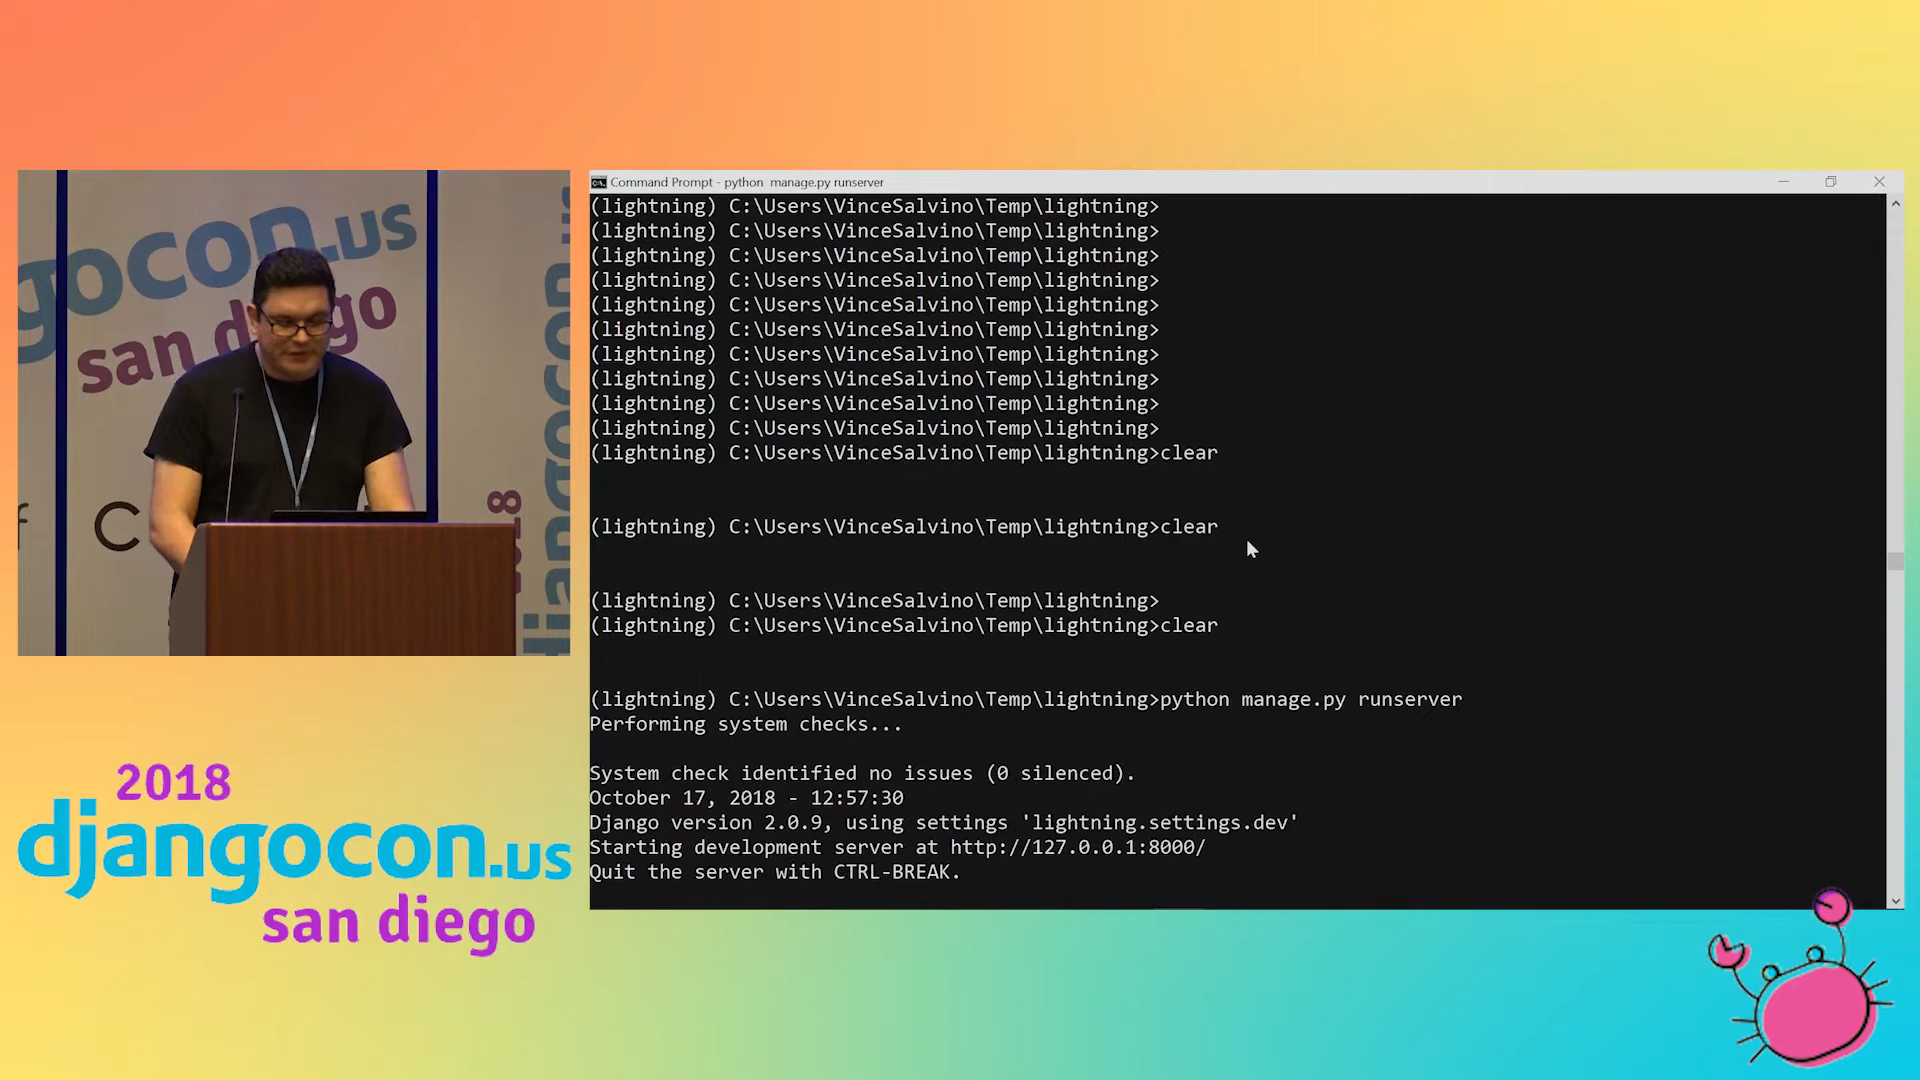 gocon.us
san diego
C
f
2018
djangocon.us
Command Prompt - python  manage.py runserver
(lightning) C:\Users\VinceSalvino\Temp\lightning>
(lightning) C:\Users\VinceSalvino\Temp\lightning>
(lightning) C:\Users\VinceSalvino\Temp\lightning>
(lightning) C:\Users\VinceSalvino\Temp\lightning>
(lightning) C:\Users\VinceSalvino\Temp\lightning>
(lightning) C:\Users\VinceSalvino\Temp\lightning>
(lightning) C:\Users\VinceSalvino\Temp\lightning>
(lightning) C:\Users\VinceSalvino\Temp\lightning>
(lightning) C:\Users\VinceSalvino\Temp\lightning>
(lightning) C:\Users\VinceSalvino\Temp\lightning>
(lightning) C:\Users\VinceSalvino\Temp\lightning>clear
(lightning) C:\Users\VinceSalvino\Temp\lightning>clear
(lightning) C:\Users\VinceSalvino\Temp\lightning>
(lightning) C:\Users\VinceSalvino\Temp\lightning>clear
(lightning) C:\Users\VinceSalvino\Temp\lightning>python manage.py runserver
Performing system checks...
System check identified no issues (0 silenced).
October 17, 2018 - 12:57:30
Django version 2.0.9, using settings 'lightning.settings.dev'
Starting development server at http://127.0.0.1:8000/
Quit the server with CTRL-BREAK.
2018
djangocon.us
san diego